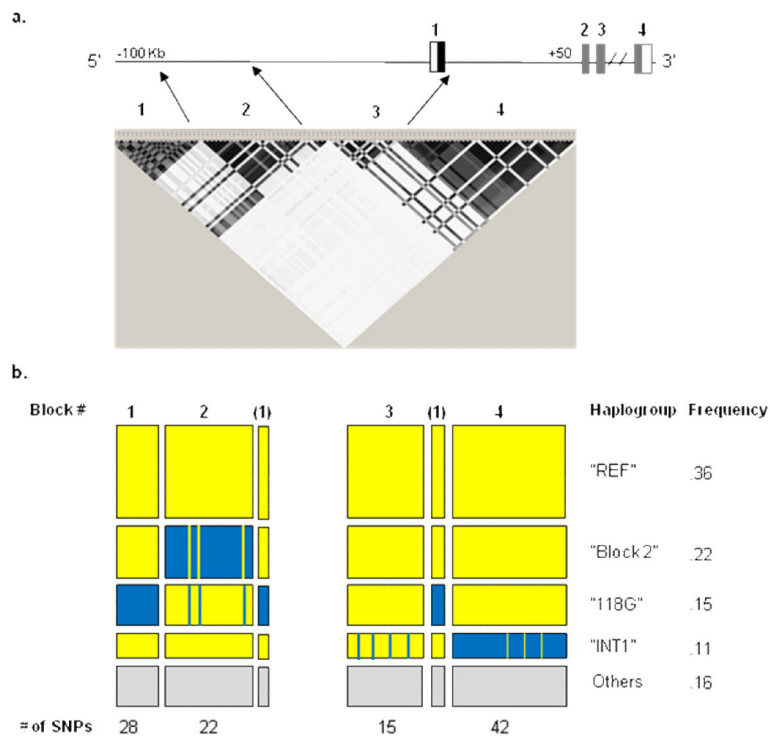 a.
1 2 3 4
5' -100 Kb +50 3'
1 2 3 4
b.
Block # 1 2 (1) 3 (1) 4 Haplogroup Frequency
"REF" .36
"Block 2" .22
"118G" .15
"INT1" .11
Others .16
# of SNPs 28 22 15 42